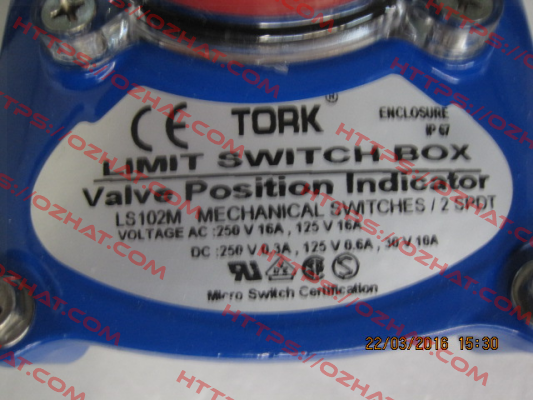 CE TORK ® ENCLOSURE
IP 67
LIMIT SWITCH BOX
Valve Position Indicator
LS102M MECHANICAL SWITCHES / 2 SPDT
VOLTAGE AC :250 V 16A , 125 V 16A
DC :250 V 0.3A , 125 V 0.6A , 30 V 10A
Micro Switch Certification
22/03/2016 15:30
HTTPS://OZHAT.COM